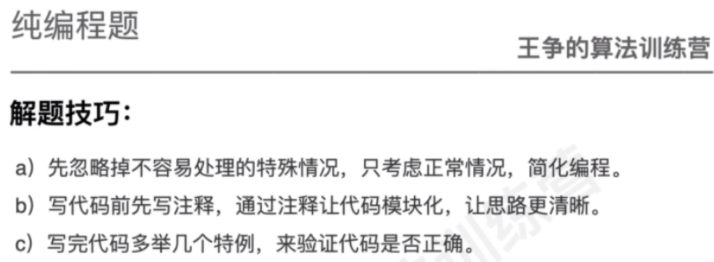 纯编程题
王争的算法训练营
解题技巧：
a）先忽略掉不容易处理的特殊情况，只考虑正常情况，简化编程。
b）写代码前先写注释，通过注释让代码模块化，让思路更清晰。
c）写完代码多举几个特例，来验证代码是否正确。
训练营